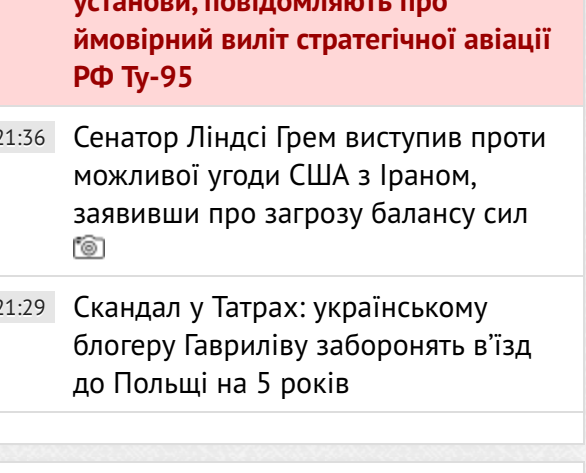 установи, повідомляють про
ймовірний виліт стратегічної авіації
РФ Ту-95
21:36 Сенатор Ліндсі Грем виступив проти
можливої угоди США з Іраном,
заявивши про загрозу балансу сил
21:29 Скандал у Татрах: українському
блогеру Гавриліву заборонять в’їзд
до Польщі на 5 років